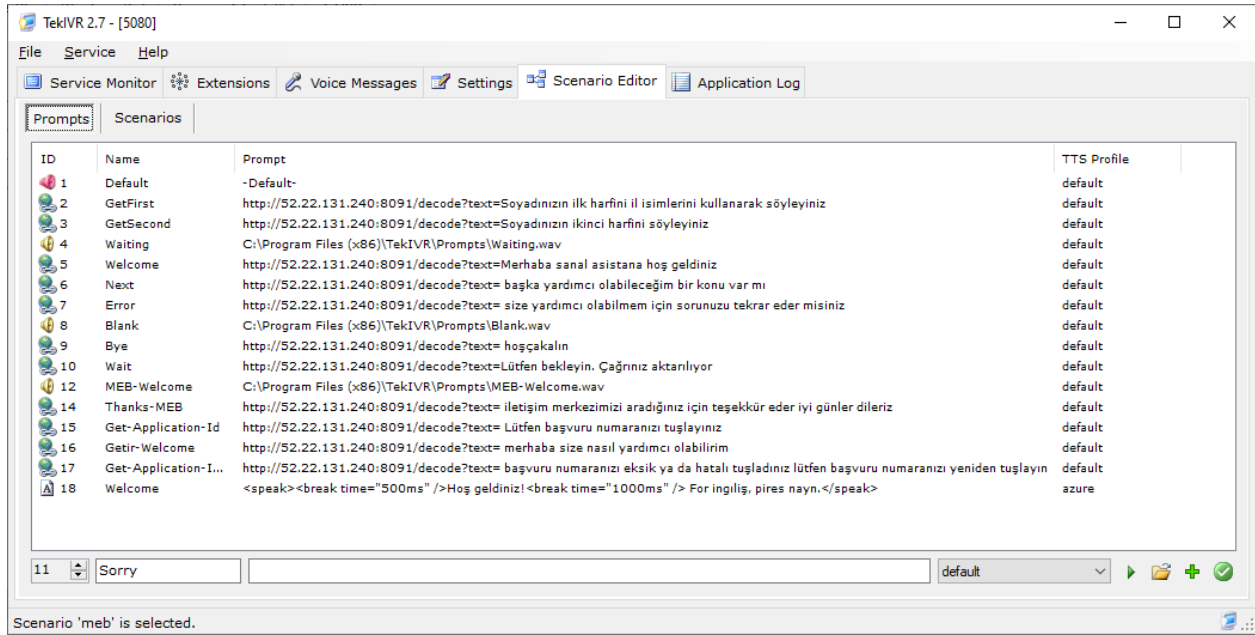 TekIVR 2.7 - [5080]
File Service Help
Service Monitor Extensions Voice Messages Settings Scenario Editor Application Log
Prompts Scenarios
ID Name Prompt TTS Profile
1 Default -Default- default
2 GetFirst http://52.22.131.240:8091/decode?text=Soyadınızın ilk harfini il isimlerini kullanarak söyleyiniz default
3 GetSecond http://52.22.131.240:8091/decode?text=Soyadınızın ikinci harfini söyleyiniz default
4 Waiting C:\Program Files (x86)\TekIVR\Prompts\Waiting.wav default
5 Welcome http://52.22.131.240:8091/decode?text=Merhaba sanal asistana hoş geldiniz default
6 Next http://52.22.131.240:8091/decode?text= başka yardımcı olabileceğim bir konu var mı default
7 Error http://52.22.131.240:8091/decode?text= size yardımcı olabilmem için sorunuzu tekrar eder misiniz default
8 Blank C:\Program Files (x86)\TekIVR\Prompts\Blank.wav default
9 Bye http://52.22.131.240:8091/decode?text= hoşçakalın default
10 Wait http://52.22.131.240:8091/decode?text=Lütfen bekleyin. Çağrınız aktarılıyor default
12 MEB-Welcome C:\Program Files (x86)\TekIVR\Prompts\MEB-Welcome.wav default
14 Thanks-MEB http://52.22.131.240:8091/decode?text= iletişim merkezimizi aradığınız için teşekkür eder iyi günler dileriz default
15 Get-Application-Id http://52.22.131.240:8091/decode?text= Lütfen başvuru numaranızı tuşlayınız default
16 Getir-Welcome http://52.22.131.240:8091/decode?text= merhaba size nasıl yardımcı olabilirim default
17 Get-Application-I... http://52.22.131.240:8091/decode?text= başvuru numaranızı eksik ya da hatalı tuşladınız lütfen başvuru numaranızı yeniden tuşlayın default
18 Welcome <speak><break time="500ms" />Hoş geldiniz!<break time="1000ms" /> For ingiliş, pires nayn.</speak> azure
11 Sorry default
Scenario 'meb' is selected.